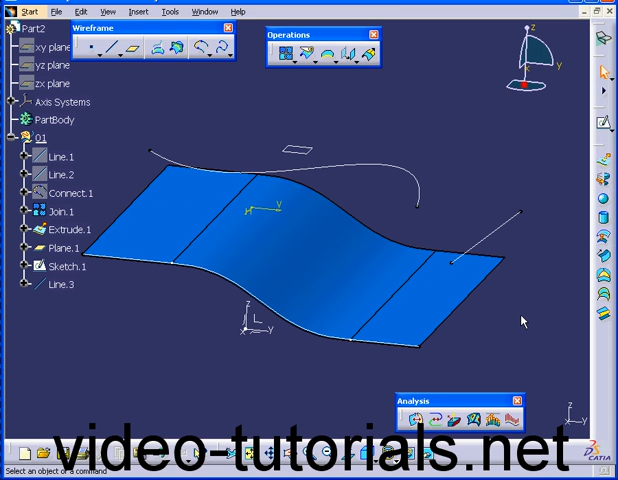 Start File Edit View Insert Tools Window Help
Part2
Wireframe
Operations
xy plane
yz plane
zx plane
Axis Systems
PartBody
01
Line.1
Line.2
Connect.1
Join.1
Extrude.1
Plane.1
Sketch.1
Line.3
z
x
y
H
V
z
x
y
Analysis
z
x
y
video-tutorials.net
CATIA
Select an object or a command